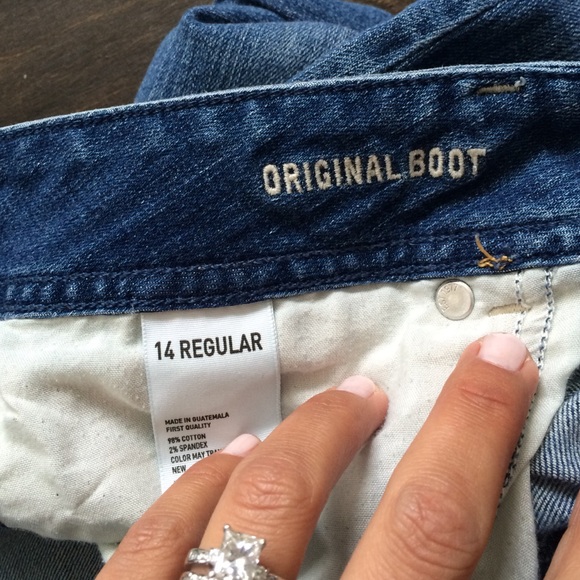 ORIGINAL BOOT
14 REGULAR
MADE IN GUATEMALA
FIRST QUALITY
98% COTTON
2% SPANDEX
COLOR MAY
NEW